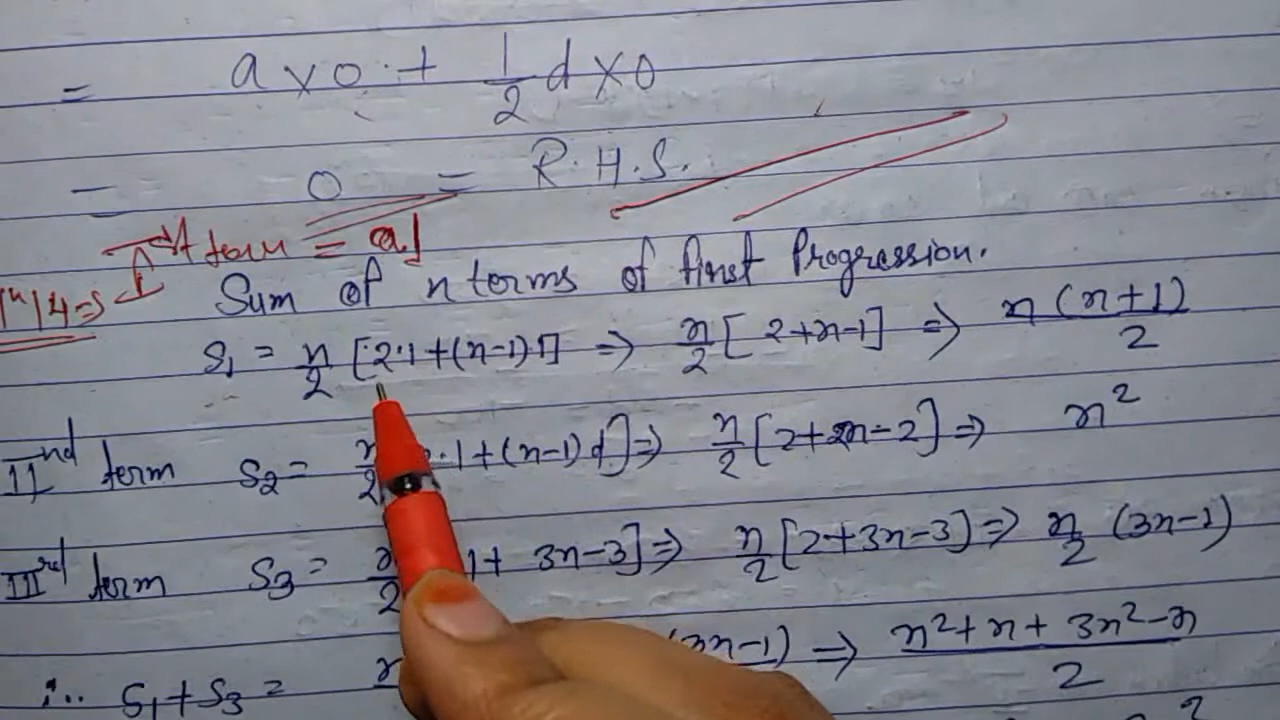 = a × 0 + 1/2 d × 0
- 0 = R.H.S.
term = a
Sum of n terms of first Progression.
S₁ = n/2 [2·1+(n-1)·1] ⇒ n/2 [2+n-1] ⇒ n(n+1)/2
IInd term S₂ = ·1+(n-1)d] ⇒ n/2 [2+2n-2] ⇒ n²
IIIrd term S₃ = 1+ 3n-3] ⇒ n/2 [2+3n-3] ⇒ n/2 (3n-1)
∴ S₁+S₃ = (3n-1) ⇒ n²+n+3n²-n/2